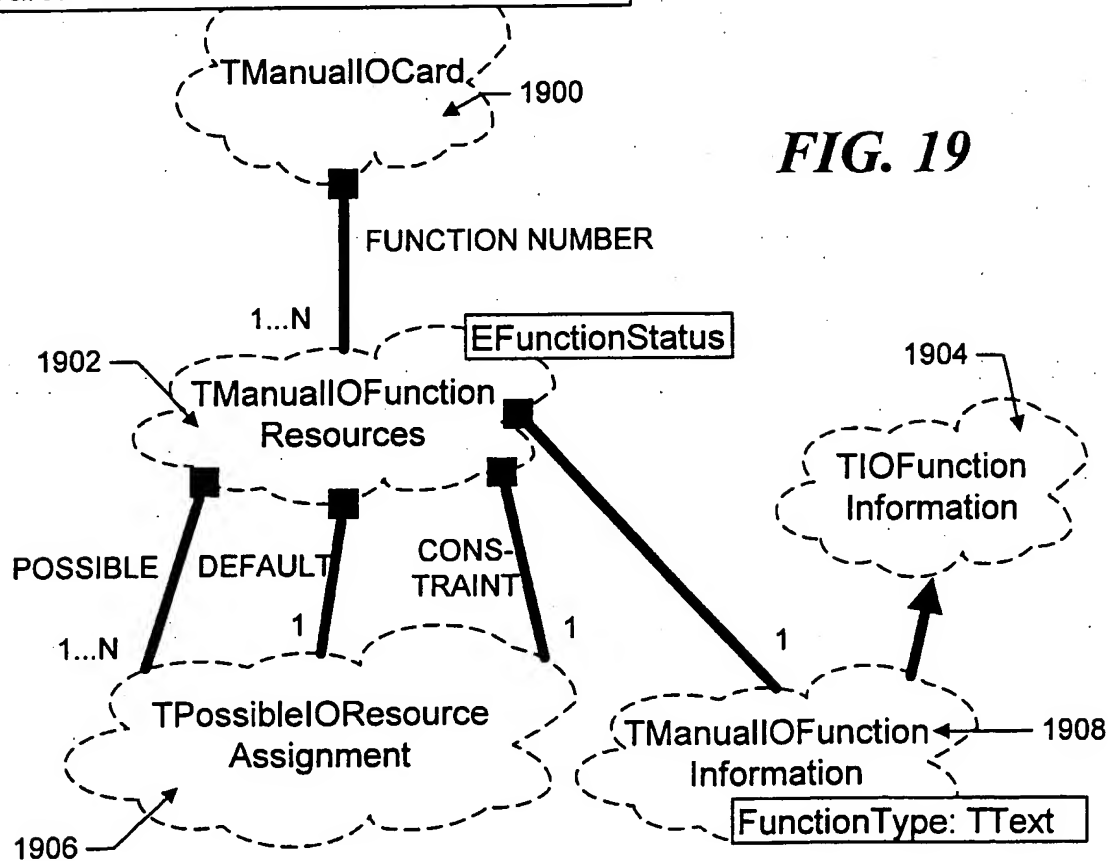 TManualIOCard
1900
FIG. 19
FUNCTION NUMBER
1...N
EFunctionStatus
1902
1904
TManualIOFunction
Resources
TIOFunction
Information
POSSIBLE
DEFAULT
CONS-
TRAINT
1...N
1
1
1
TPossibleIOResource
Assignment
TManualIOFunction
Information
1908
FunctionType: TText
1906